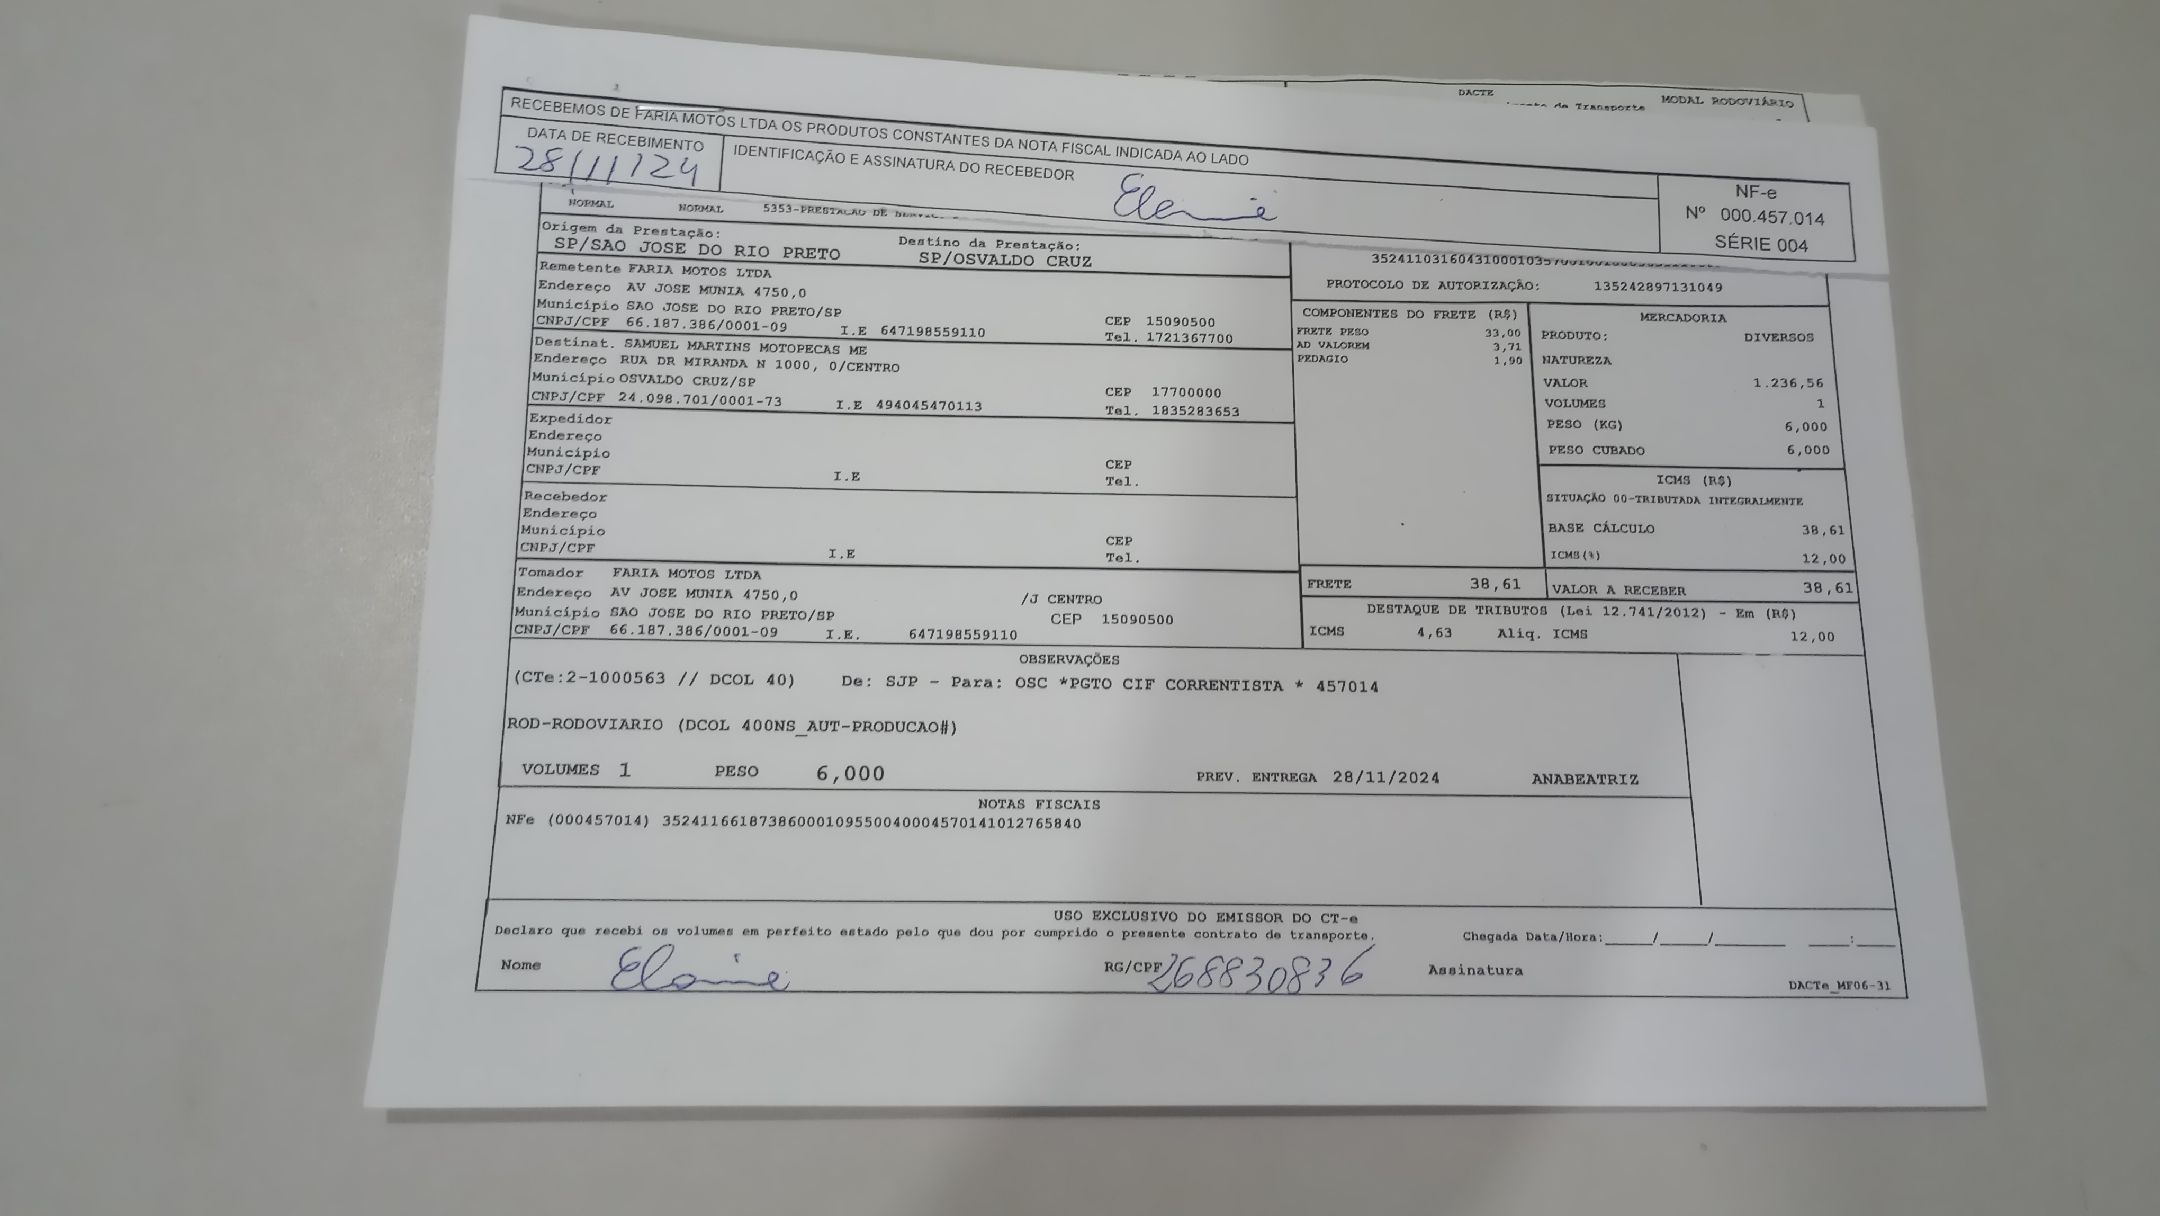 DACTE
de Transporte
MODAL RODOVIÁRIO
RECEBEMOS DE FARIA MOTOS LTDA OS PRODUTOS CONSTANTES DA NOTA FISCAL INDICADA AO LADO
DATA DE RECEBIMENTO
28/11/24
IDENTIFICAÇÃO E ASSINATURA DO RECEBEDOR
Elaine
NF-e
Nº 000.457.014
SÉRIE 004
NORMAL NORMAL 5353-PRESTACAO DE
Origem da Prestação:
SP/SAO JOSE DO RIO PRETO
Destino da Prestação:
SP/OSVALDO CRUZ
Remetente FARIA MOTOS LTDA
Endereço AV JOSE MUNIA 4750,0
Município SAO JOSE DO RIO PRETO/SP
CEP 15090500
CNPJ/CPF 66.187.386/0001-09 I.E 647198559110
Tel. 1721367700
Destinat. SAMUEL MARTINS MOTOPECAS ME
Endereço RUA DR MIRANDA N 1000, 0/CENTRO
Município OSVALDO CRUZ/SP
CEP 17700000
CNPJ/CPF 24.098.701/0001-73 I.E 494045470113
Tel. 1835283653
Expedidor
Endereço
Município
CEP
CNPJ/CPF I.E
Tel.
Recebedor
Endereço
Município
CEP
CNPJ/CPF I.E
Tel.
Tomador FARIA MOTOS LTDA
Endereço AV JOSE MUNIA 4750,0 /J CENTRO
Município SAO JOSE DO RIO PRETO/SP CEP 15090500
CNPJ/CPF 66.187.386/0001-09 I.E. 647198559110
PROTOCOLO DE AUTORIZAÇÃO: 135242897131049
COMPONENTES DO FRETE (R$)
FRETE PESO 33,00
AD VALOREM 3,71
PEDAGIO 1,90
MERCADORIA
PRODUTO: DIVERSOS
NATUREZA
VALOR 1.236,56
VOLUMES 1
PESO (KG) 6,000
PESO CUBADO 6,000
ICMS (R$)
SITUAÇÃO 00-TRIBUTADA INTEGRALMENTE
BASE CÁLCULO 38,61
ICMS(%) 12,00
FRETE 38,61
VALOR A RECEBER 38,61
DESTAQUE DE TRIBUTOS (Lei 12.741/2012) - Em (R$)
ICMS 4,63 Aliq. ICMS 12,00
OBSERVAÇÕES
(CTe:2-1000563 // DCOL 40) De: SJP - Para: OSC *PGTO CIF CORRENTISTA * 457014
ROD-RODOVIARIO (DCOL 400NS_AUT-PRODUCAO#)
VOLUMES 1 PESO 6,000 PREV. ENTREGA 28/11/2024 ANABEATRIZ
NOTAS FISCAIS
NFe (000457014) 35241166187386000109550040004570141012765840
USO EXCLUSIVO DO EMISSOR DO CT-e
Declaro que recebi os volumes em perfeito estado pelo que dou por cumprido o presente contrato de transporte.
Chegada Data/Hora:_____/_____/_______ ____:____
Nome Elaine RG/CPF 268830836 Assinatura
DACTe_MF06-31